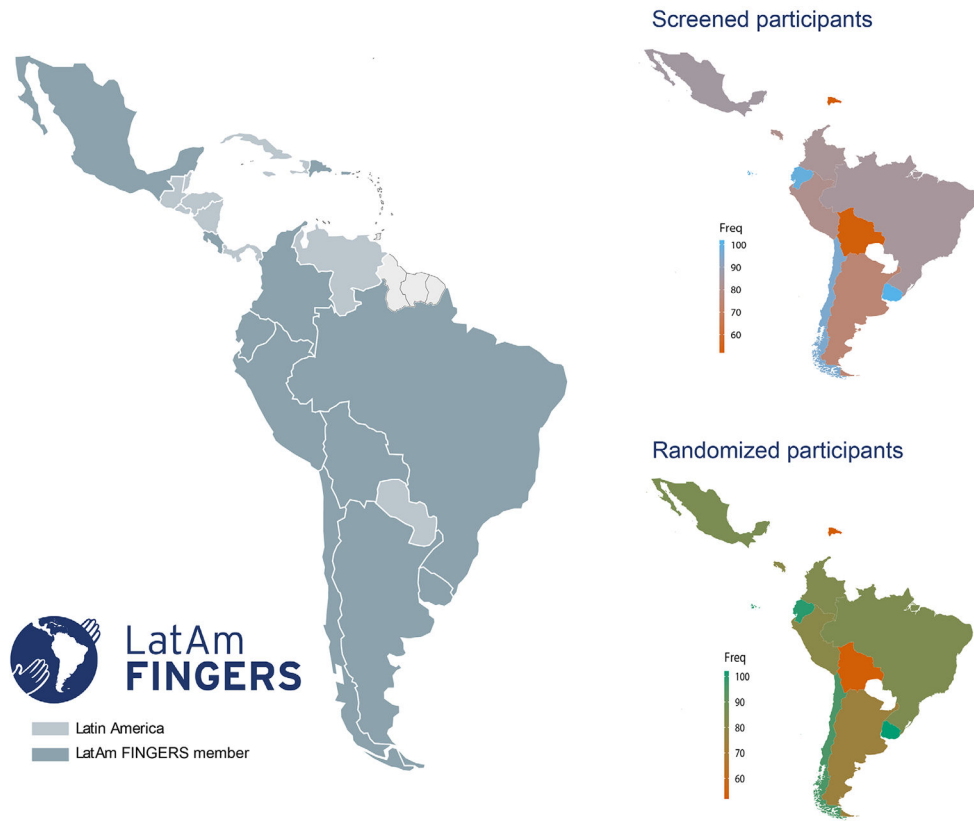 Screened participants
Freq
100
90
80
70
60
Randomized participants
Freq
100
90
80
70
60
LatAm
FINGERS
Latin America
LatAm FINGERS member